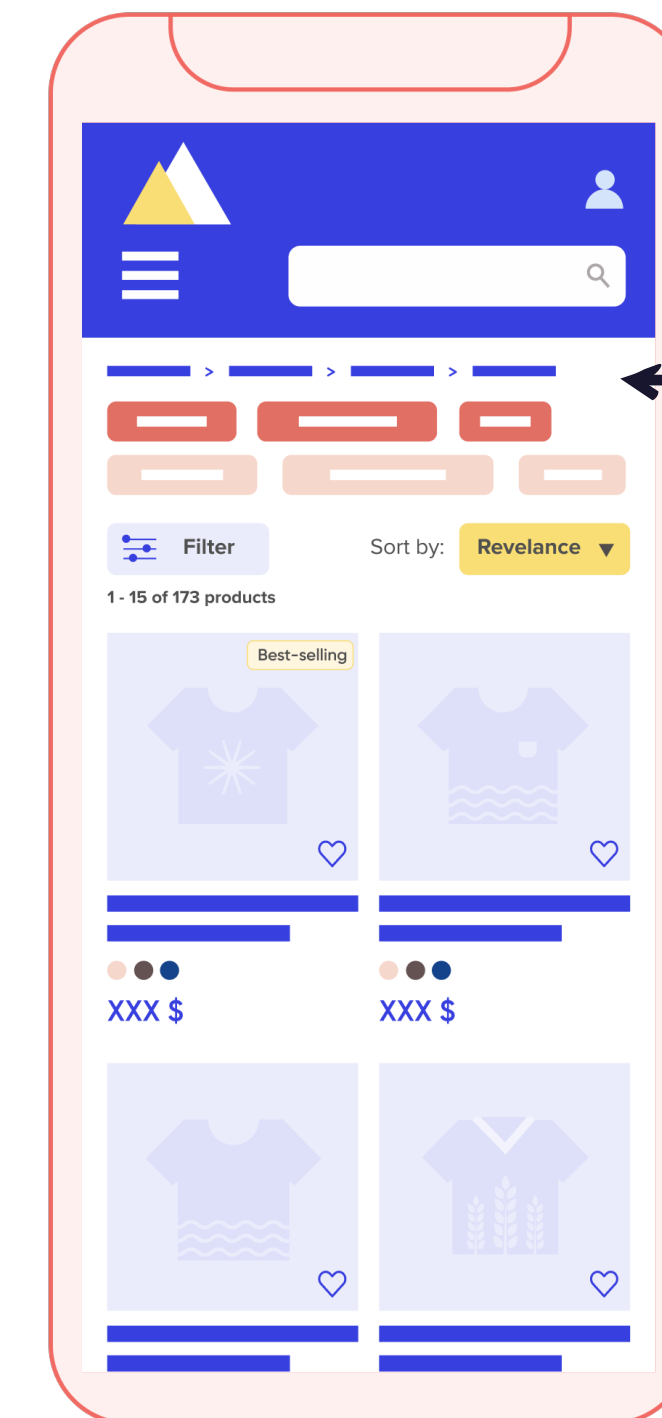 > > >
Filter Sort by: Revelance ▼
1 - 15 of 173 products
Best-selling
XXX $ XXX $